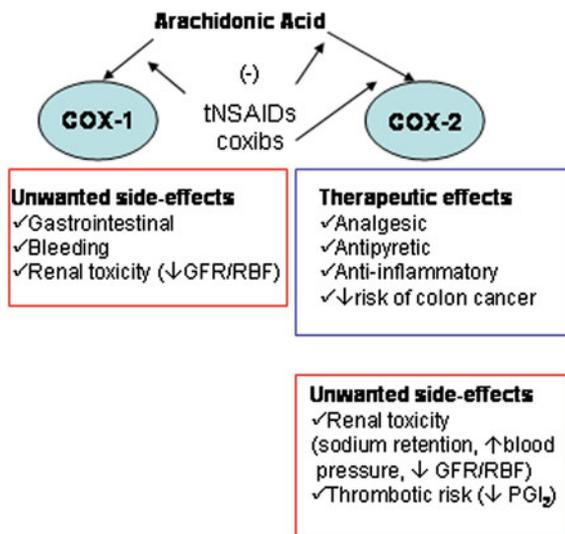 Arachidonic Acid
(-)
COX-1
tNSAIDs
coxibs
COX-2
Unwanted side-effects
✓Gastrointestinal
✓Bleeding
✓Renal toxicity (↓GFR/RBF)
Therapeutic effects
✓Analgesic
✓Antipyretic
✓Anti-inflammatory
✓↓risk of colon cancer
Unwanted side-effects
✓Renal toxicity
(sodium retention, ↑blood
pressure, ↓ GFR/RBF)
✓Thrombotic risk (↓ PGI₂)